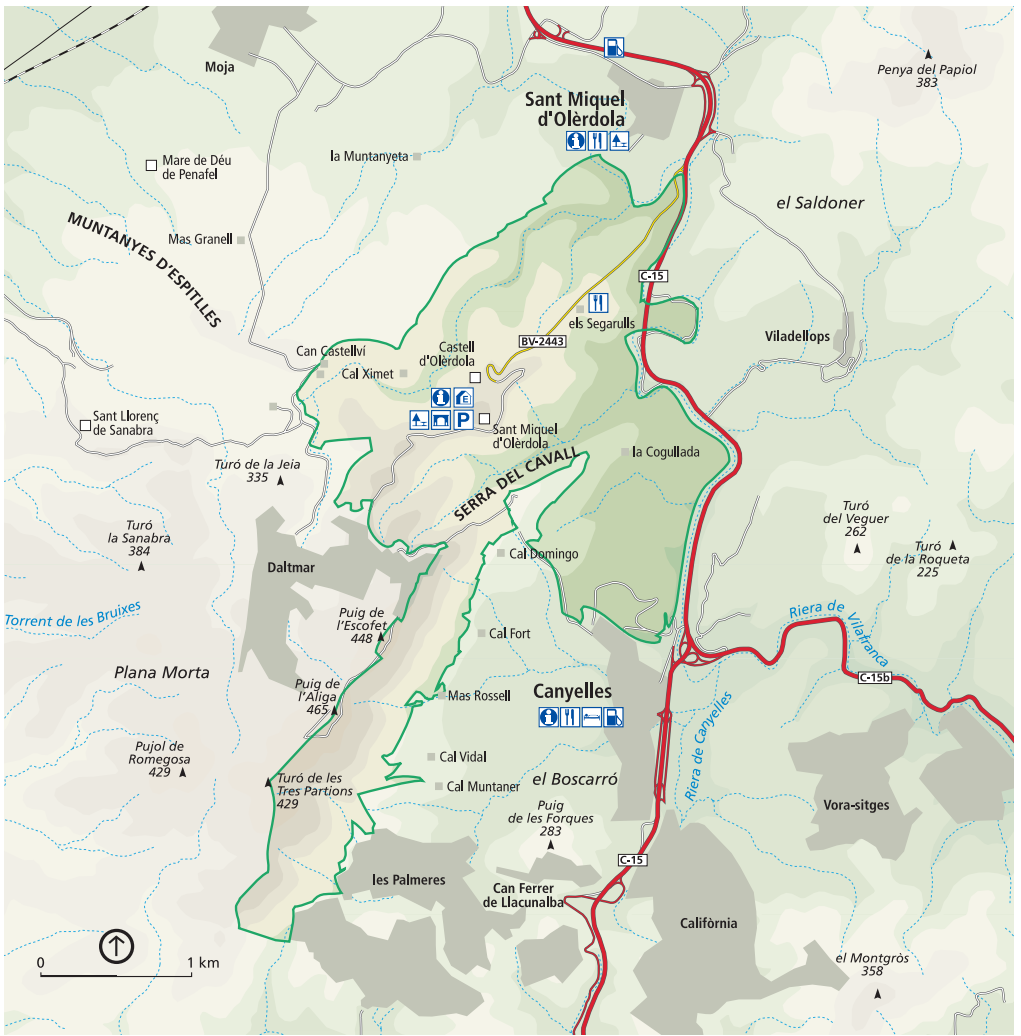 Moja
Penya del Papiol
383
Sant Miquel
d'Olèrdola
la Muntanyeta
Mare de Déu
de Penafel
el Saldoner
MUNTANYES D'ESPITLLES
Mas Granell
C-15
els Segarulls
Viladellops
BV-2443
Can Castellví
Castell
d'Olèrdola
Cal Ximet
E
P
Sant Llorenç
de Sanabra
Sant Miquel
d'Olèrdola
la Cogullada
SERRA DEL CAVALL
Turó de la Jeia
335
Turó
la Sanabra
384
Turó
del Veguer
262
Turó
de la Roqueta
225
Cal Domingo
Daltmar
Torrent de les Bruixes
Puig de
l'Escofet
448
Cal Fort
Riera de
Vilafranca
Plana Morta
Puig de
l'Aliga
465
Mas Rossell
Canyelles
C-15b
Riera de Canyelles
Pujol de
Romegosa
429
Cal Vidal
Turó de les
Tres Partions
429
Cal Muntaner
el Boscarró
Puig
de les Forques
283
Vora-sitges
C-15
les Palmeres
Can Ferrer
de Llacunalba
Califòrnia
el Montgròs
358
0
1 km